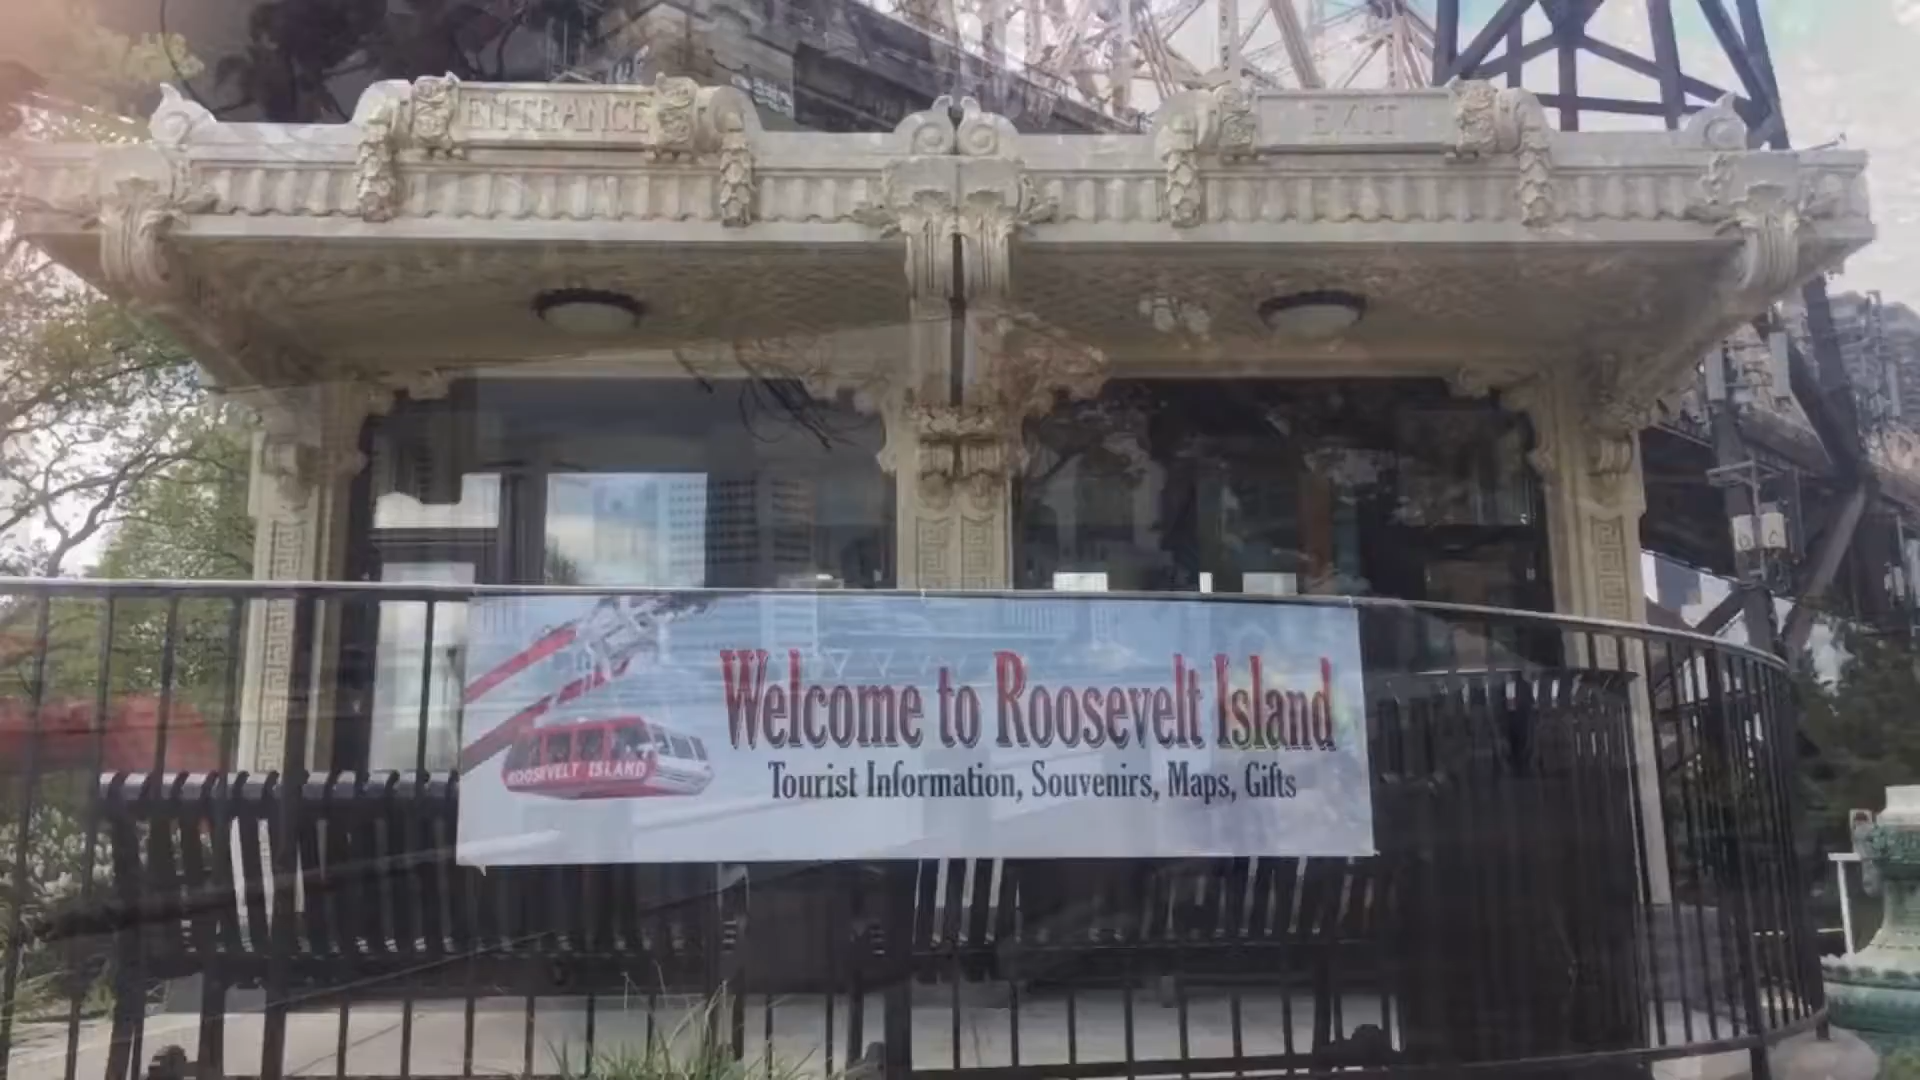 ENTRANCE
EXIT
Welcome to Roosevelt Island
Tourist Information, Souvenirs, Maps, Gifts
ROOSEVELT ISLAND